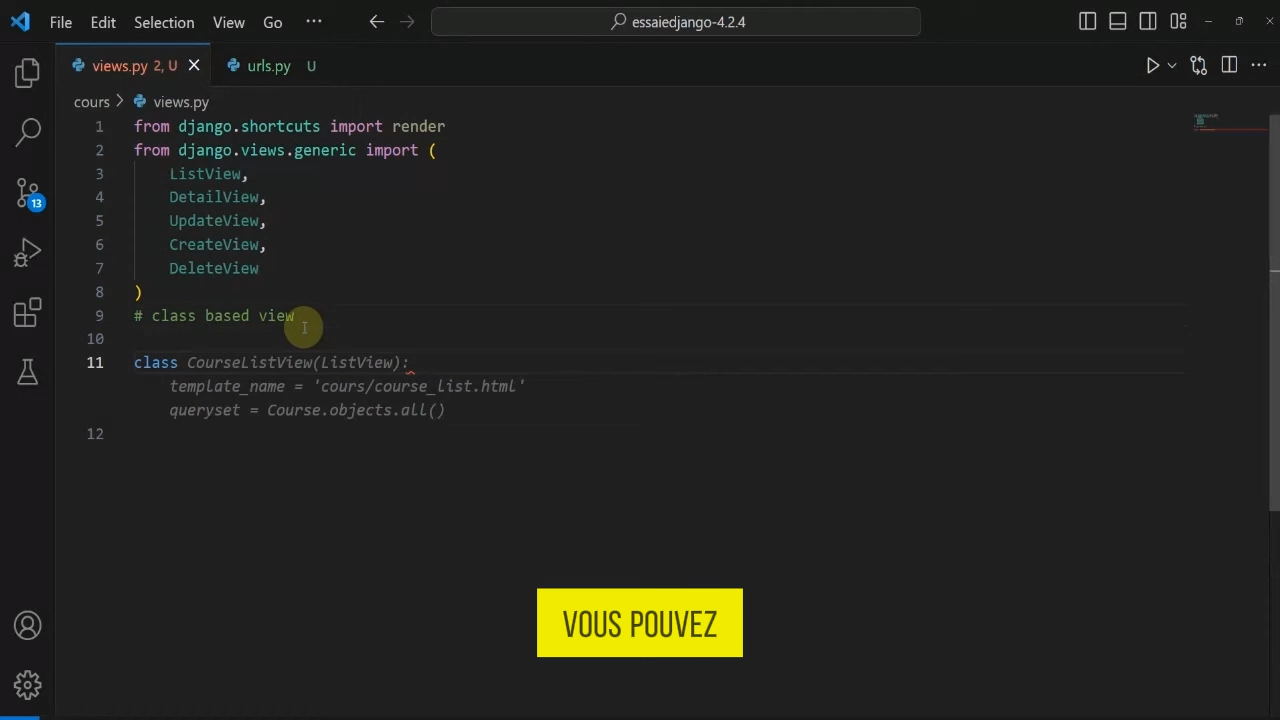 File Edit Selection View Go ··· essaiedjango-4.2.4
views.py 2, U urls.py U
cours > views.py
1 from django.shortcuts import render
2 from django.views.generic import (
3 ListView,
4 DetailView,
5 UpdateView,
6 CreateView,
7 DeleteView
8 )
9 # class based view
10
11 class CourseListView(ListView):
template_name = 'cours/course_list.html'
queryset = Course.objects.all()
12
13
VOUS POUVEZ